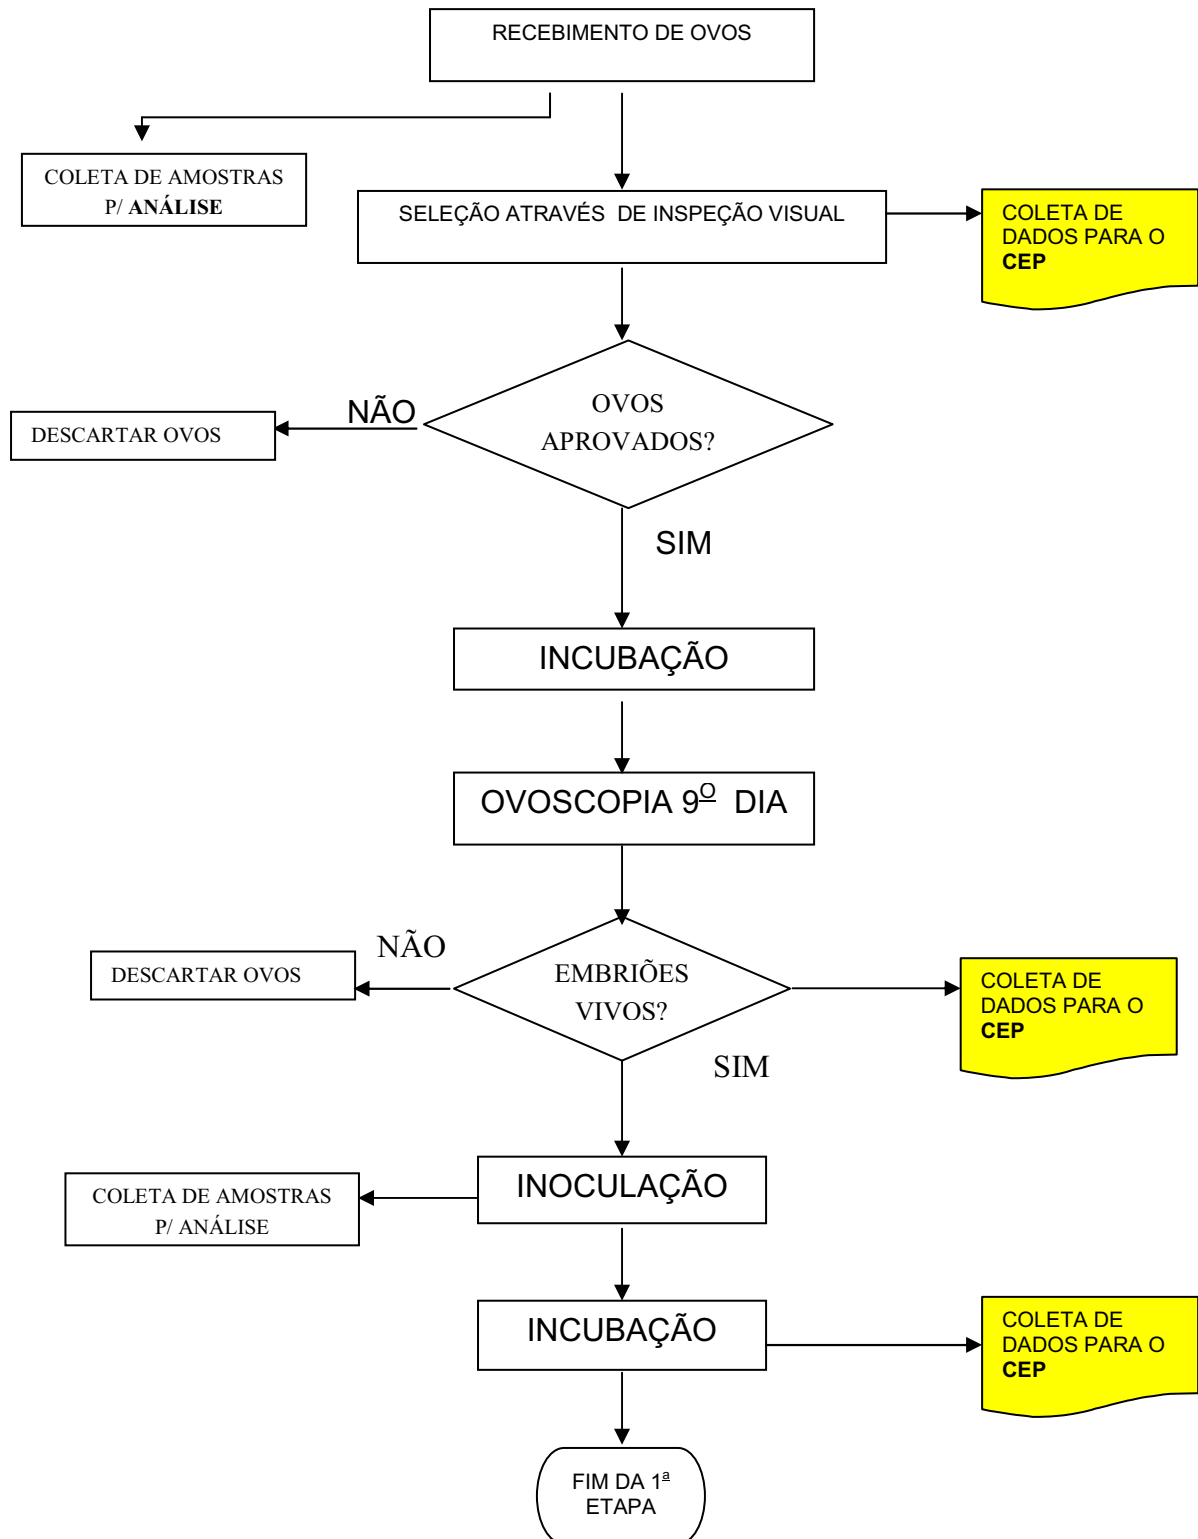 RECEBIMENTO DE OVOS
COLETA DE AMOSTRAS
P/ ANÁLISE
SELEÇÃO ATRAVÉS DE INSPEÇÃO VISUAL
COLETA DE
DADOS PARA O
CEP
OVOS
APROVADOS?
NÃO
DESCARTAR OVOS
SIM
INCUBAÇÃO
OVOSCOPIA 9º DIA
EMBRIÕES
VIVOS?
NÃO
DESCARTAR OVOS
COLETA DE
DADOS PARA O
CEP
SIM
INOCULAÇÃO
COLETA DE AMOSTRAS
P/ ANÁLISE
INCUBAÇÃO
COLETA DE
DADOS PARA O
CEP
FIM DA 1ª
ETAPA